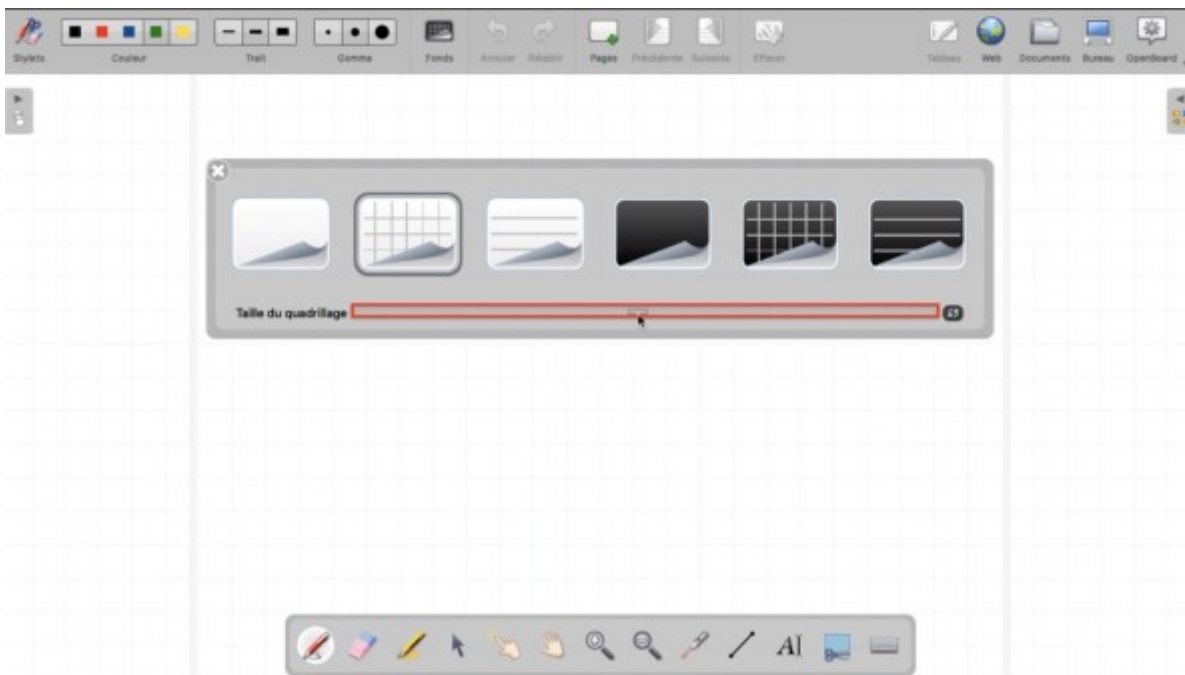 Stylets Couleur Trait Gomme Fonds Annuler Rétablir Pages Précédente Suivante Effacer Tableau Web Documents Bureau OpenBoard
Taille du quadrillage
AI